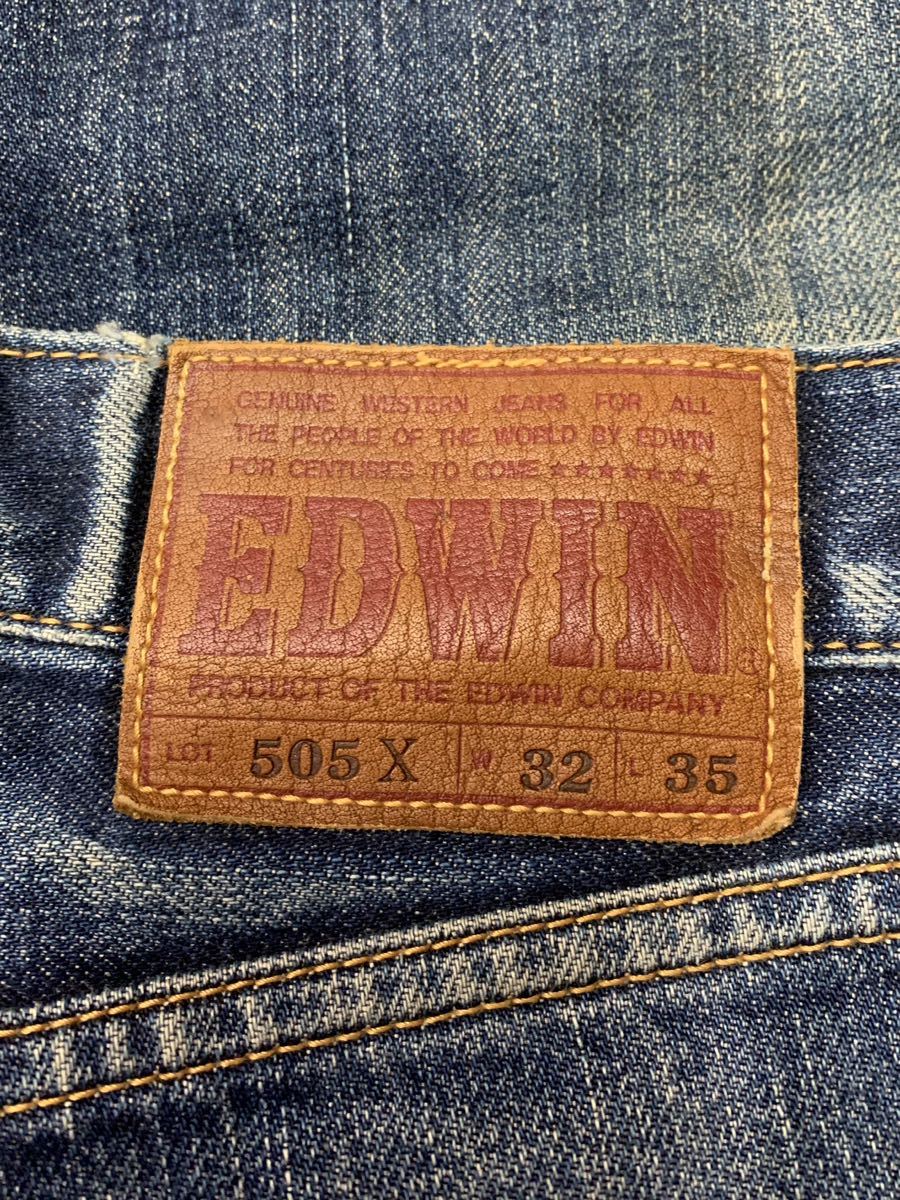 GENUINE WESTERN JEANS FOR ALL
THE PEOPLE OF THE WORLD BY EDWIN
FOR CENTURIES TO COME ★★★★★★★
EDWIN®
PRODUCT OF THE EDWIN COMPANY
LOT 505X W 32 L 35